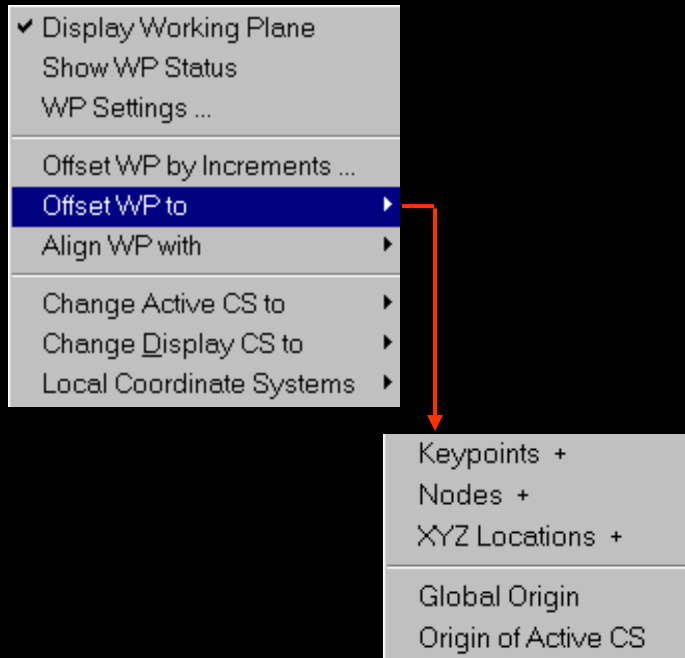 Display Working Plane
Show WP Status
WP Settings ...
Offset WP by Increments ...
Offset WP to
Align WP with
Change Active CS to
Change Display CS to
Local Coordinate Systems
Keypoints +
Nodes +
XYZ Locations +
Global Origin
Origin of Active CS